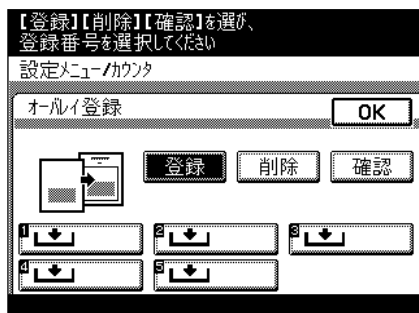 【登録】【削除】【確認】を選び、
登録番号を選択してください
設定メニュー/カウンタ
オーバレイ登録
OK
登録 削除 確認
1 2 3
4 5